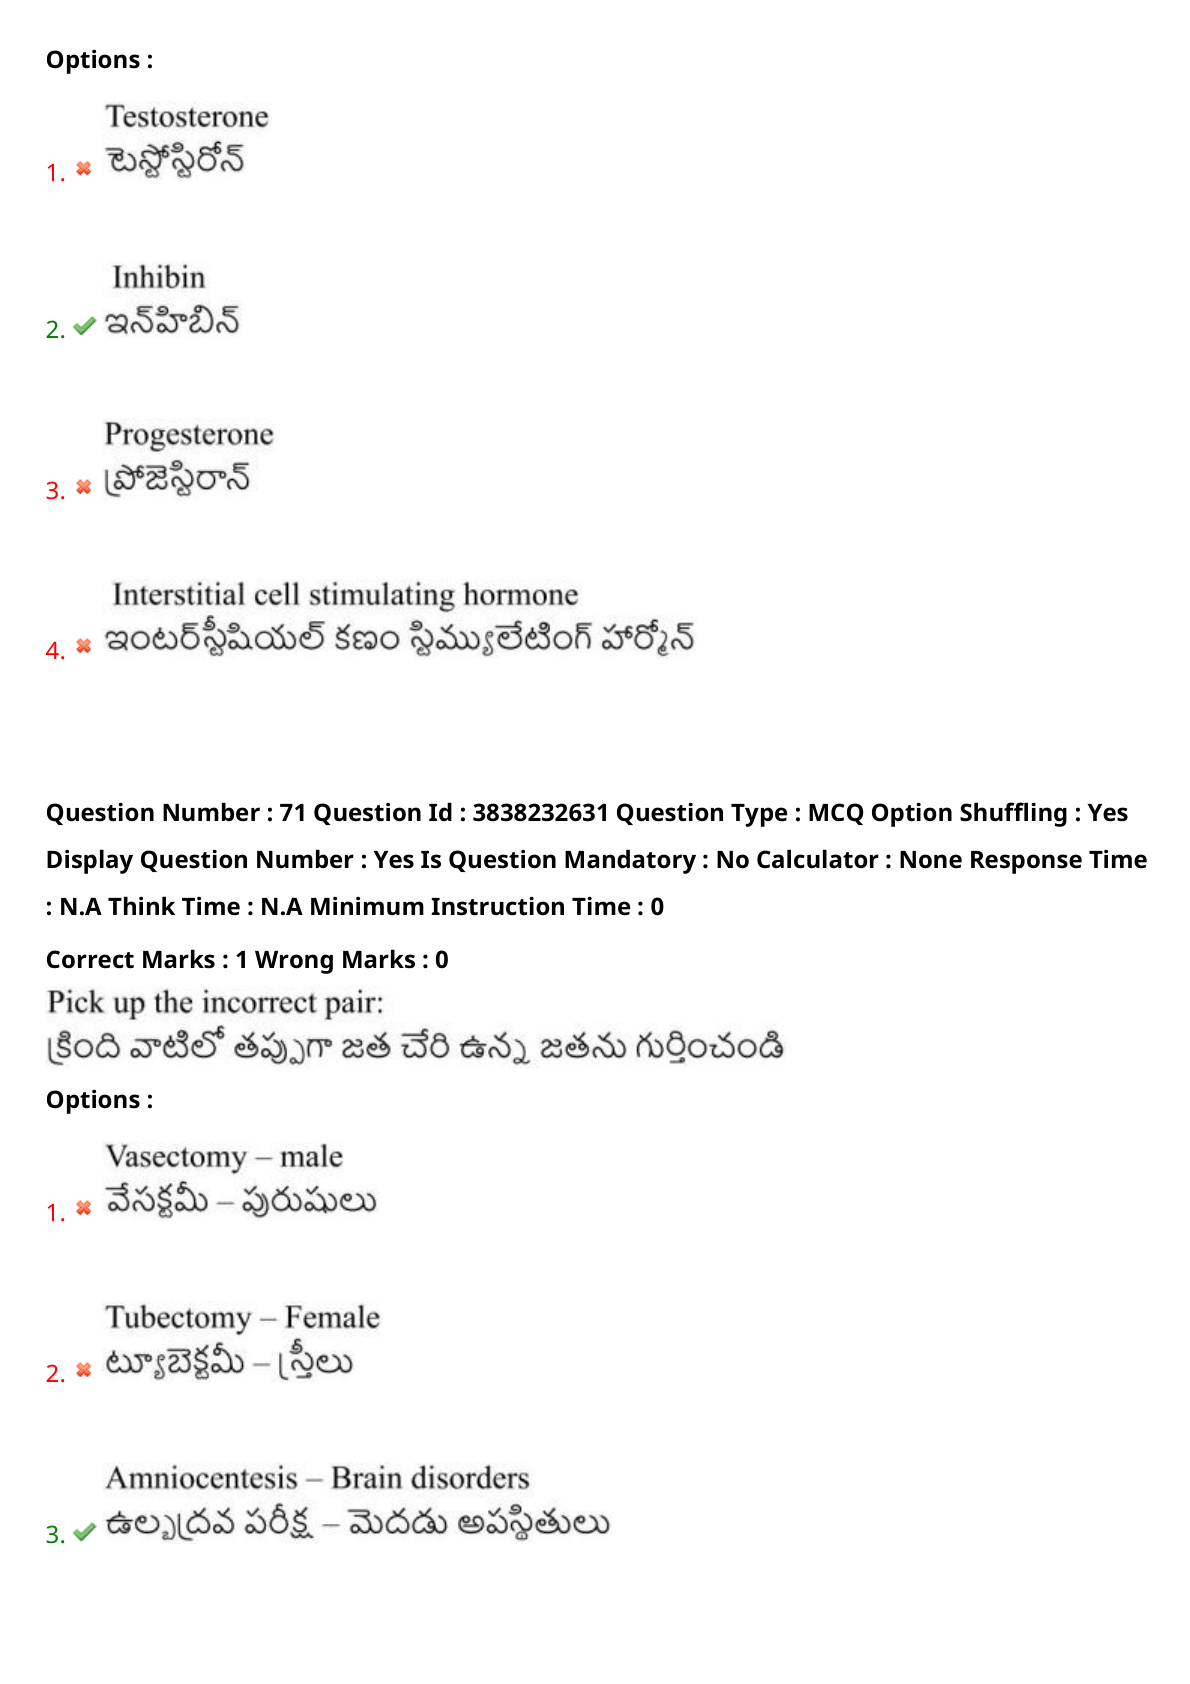 Options :
Testosterone
1. టెస్టోస్టిరోన్
Inhibin
2. ఇన్‌హిబిన్
Progesterone
3. ప్రోజెస్టిరాన్
Interstitial cell stimulating hormone
4. ఇంటర్‌స్టీషియల్ కణం స్టిమ్యులేటింగ్ హార్మోన్
Question Number : 71 Question Id : 3838232631 Question Type : MCQ Option Shuffling : Yes
Display Question Number : Yes Is Question Mandatory : No Calculator : None Response Time
: N.A Think Time : N.A Minimum Instruction Time : 0
Correct Marks : 1 Wrong Marks : 0
Pick up the incorrect pair:
క్రింది వాటిలో తప్పుగా జత చేరి ఉన్న జతను గుర్తించండి
Options :
Vasectomy – male
1. వేసక్టమీ – పురుషులు
Tubectomy – Female
2. ట్యూబెక్టమీ – స్త్రీలు
Amniocentesis – Brain disorders
3. ఉల్బద్రవ పరీక్ష – మెదడు అపస్థితులు